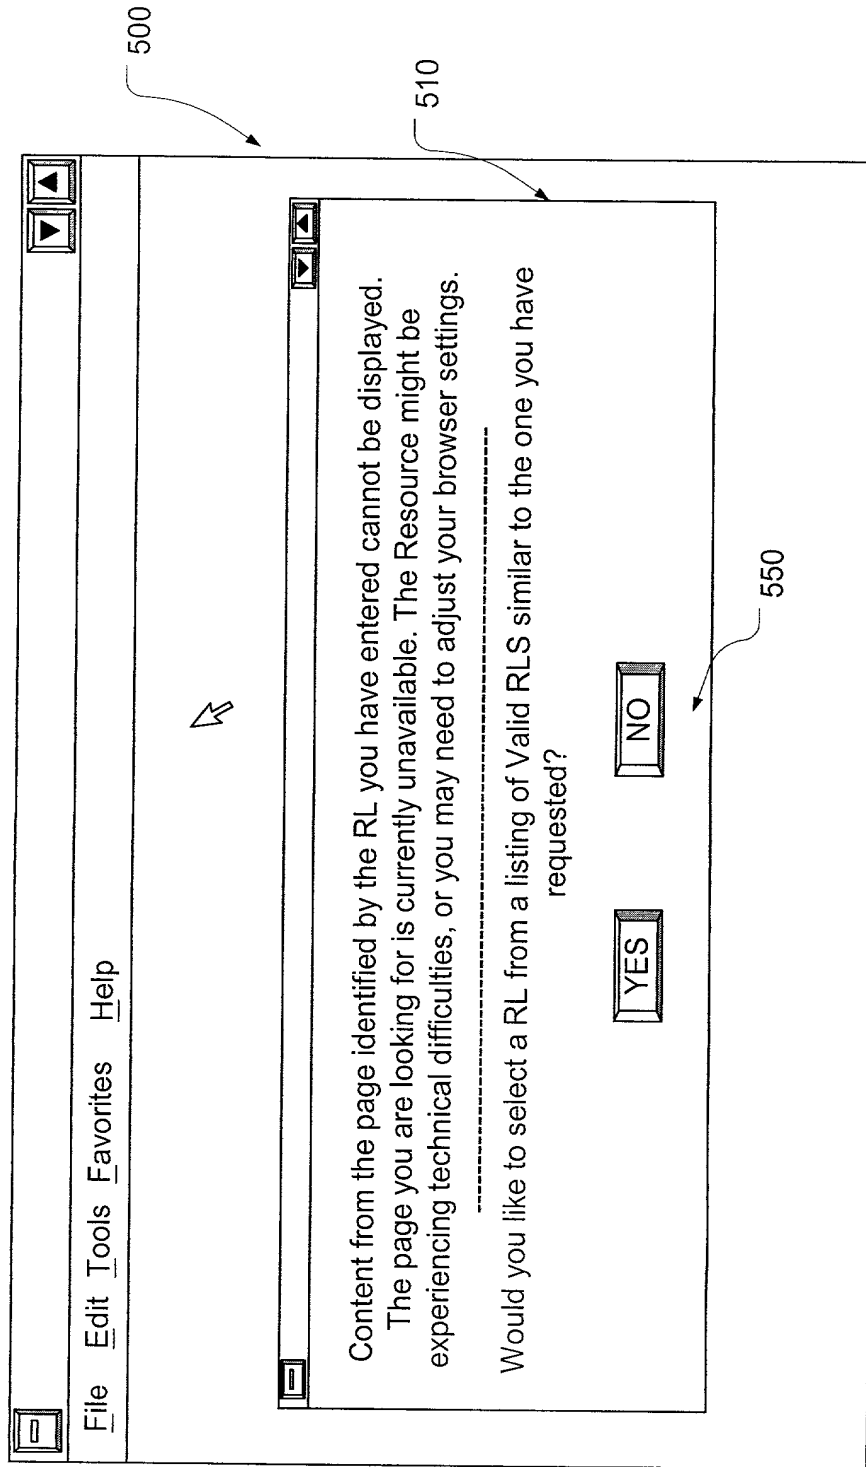 500
File Edit Tools Favorites Help
510
Content from the page identified by the RL you have entered cannot be displayed.
The page you are looking for is currently unavailable. The Resource might be
experiencing technical difficulties, or you may need to adjust your browser settings.
Would you like to select a RL from a listing of Valid RLS similar to the one you have
requested?
YES NO
550